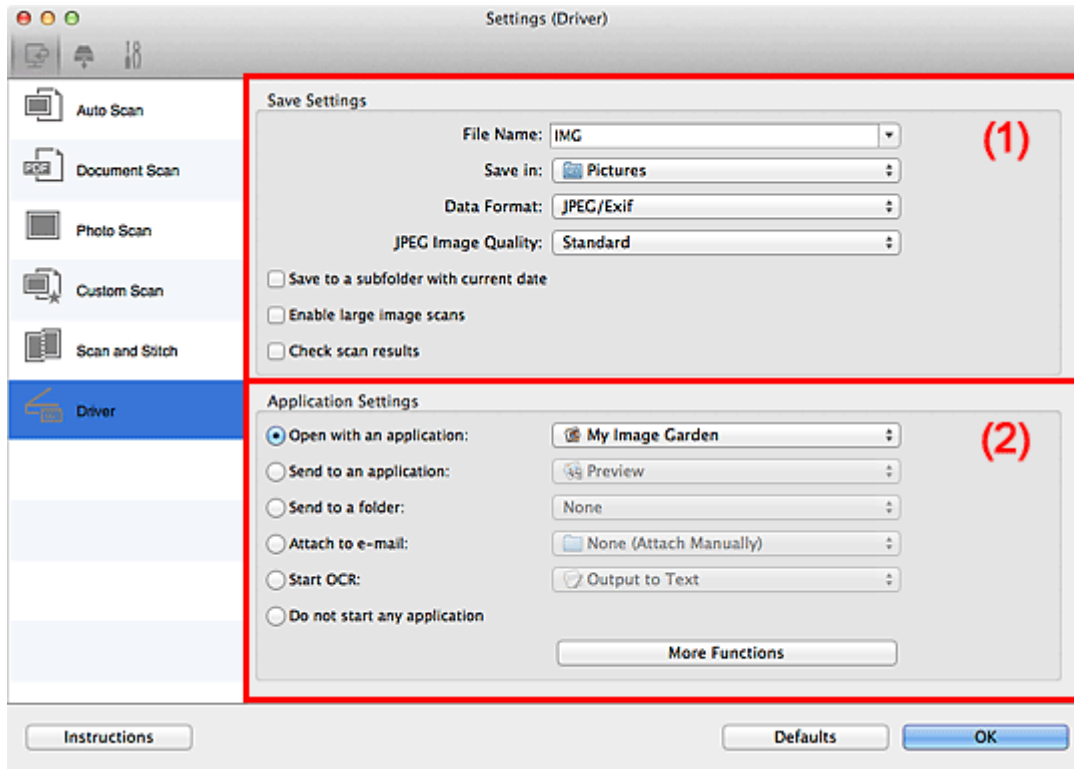 Settings (Driver)
Auto Scan
Document Scan
Photo Scan
Custom Scan
Scan and Stitch
Driver
Save Settings
(1)
File Name: IMG
Save in: Pictures
Data Format: JPEG/Exif
JPEG Image Quality: Standard
Save to a subfolder with current date
Enable large image scans
Check scan results
Application Settings
(2)
Open with an application: My Image Garden
Send to an application: Preview
Send to a folder: None
Attach to e-mail: None (Attach Manually)
Start OCR: Output to Text
Do not start any application
More Functions
Instructions
Defaults
OK